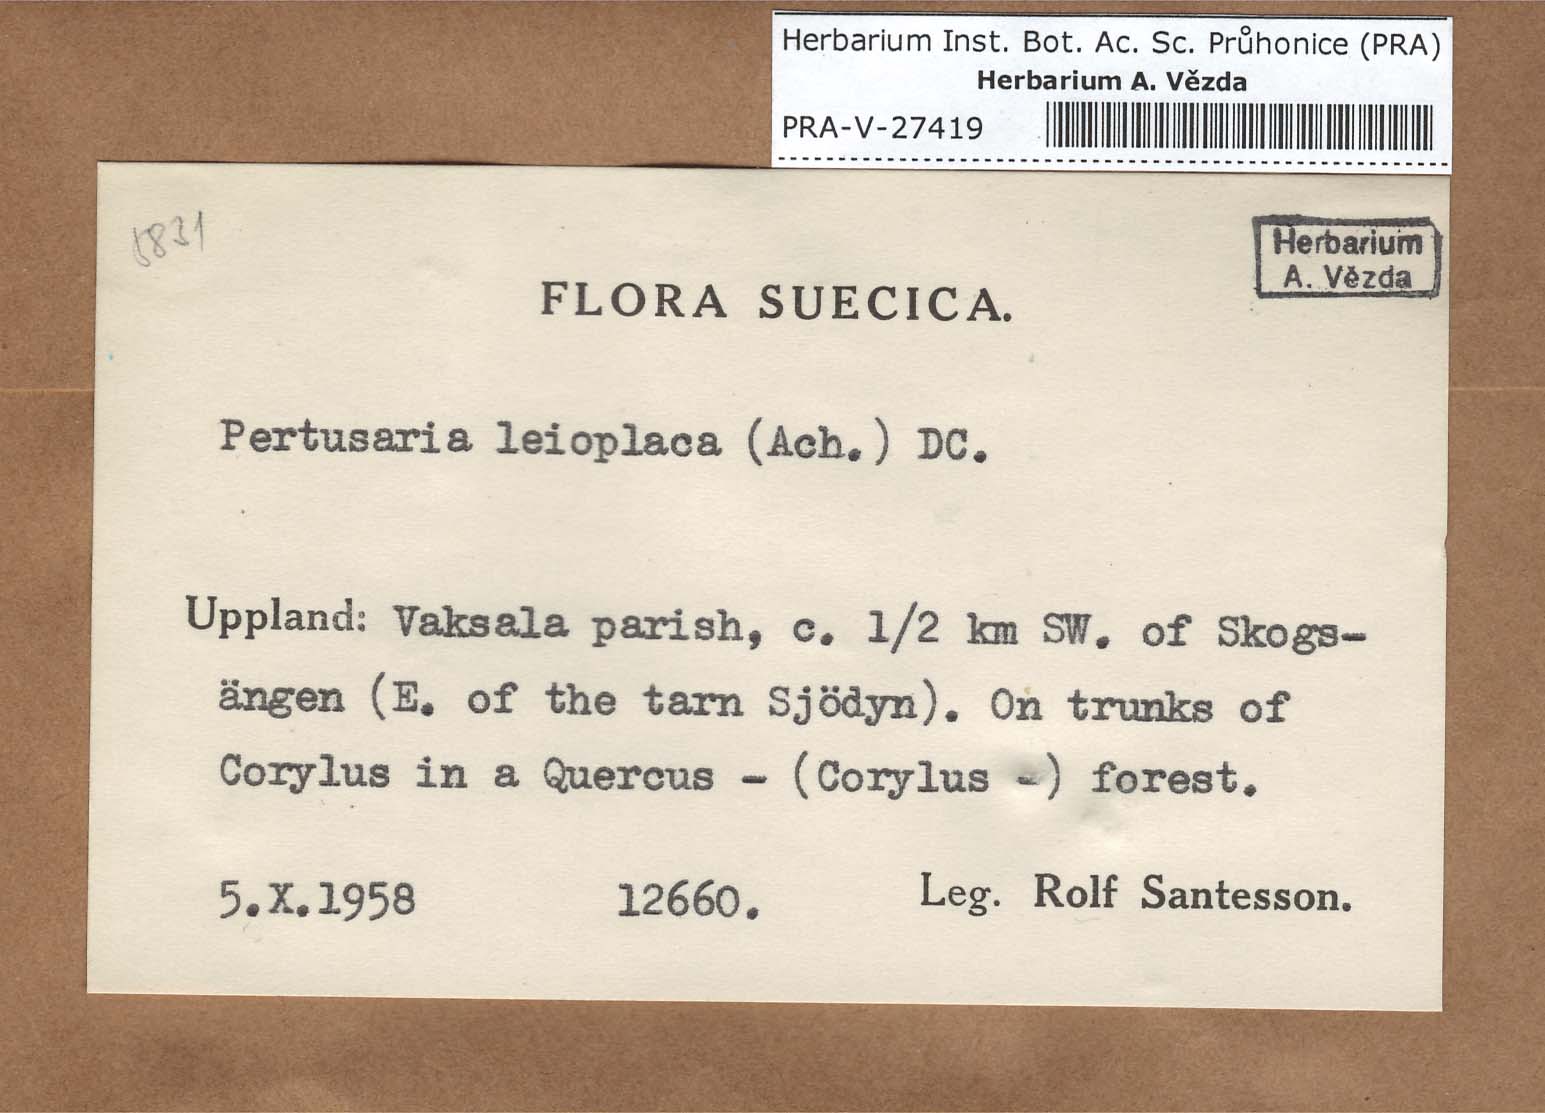 Herbarium Inst. Bot. Ac. Sc. Průhonice (PRA)
Herbarium A. Vězda
PRA-V-27419
5831
Herbarium
A. Vězda
FLORA SUECICA.
Pertusaria leioplaca (Ach.) DC.
Uppland: Vaksala parish, c. 1/2 km SW. of Skogs-
ängen (E. of the tarn Sjödyn). On trunks of
Corylus in a Quercus - (Corylus -) forest.
5.X.1958 12660. Leg. Rolf Santesson.